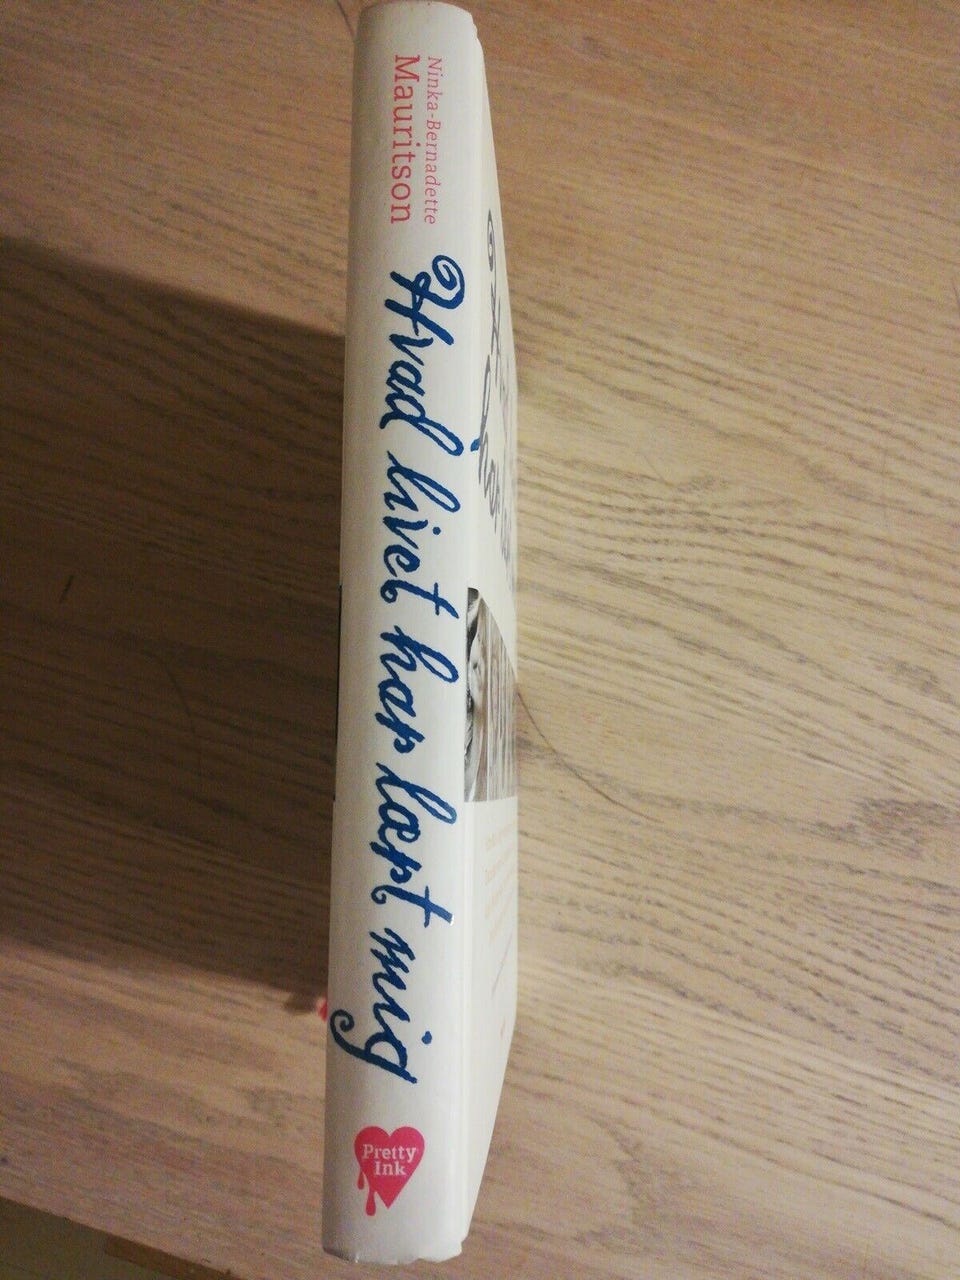 Ninka-Bernadette
Mauritson
Hvad livet har lært mig
Pretty
Ink